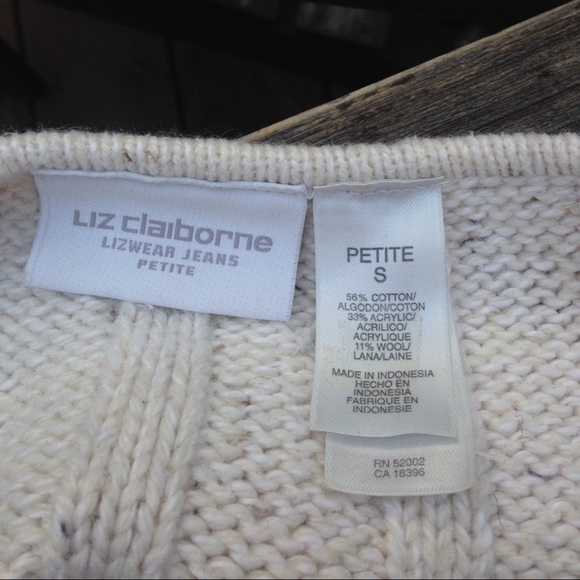 Liz claiborne
LIZWEAR JEANS
PETITE
PETITE
S
56% COTTON/
ALGODON/COTON
33% ACRYLIC/
ACRILICO/
ACRYLIQUE
11% WOOL/
LANA/LAINE
MADE IN INDONESIA
HECHO EN
INDONESIA
FABRIQUE EN
INDONESIE
RN 52002
CA 16396